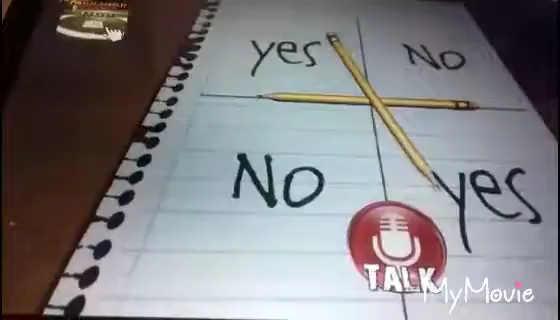 yes No
No yes
TALK
MyMovie